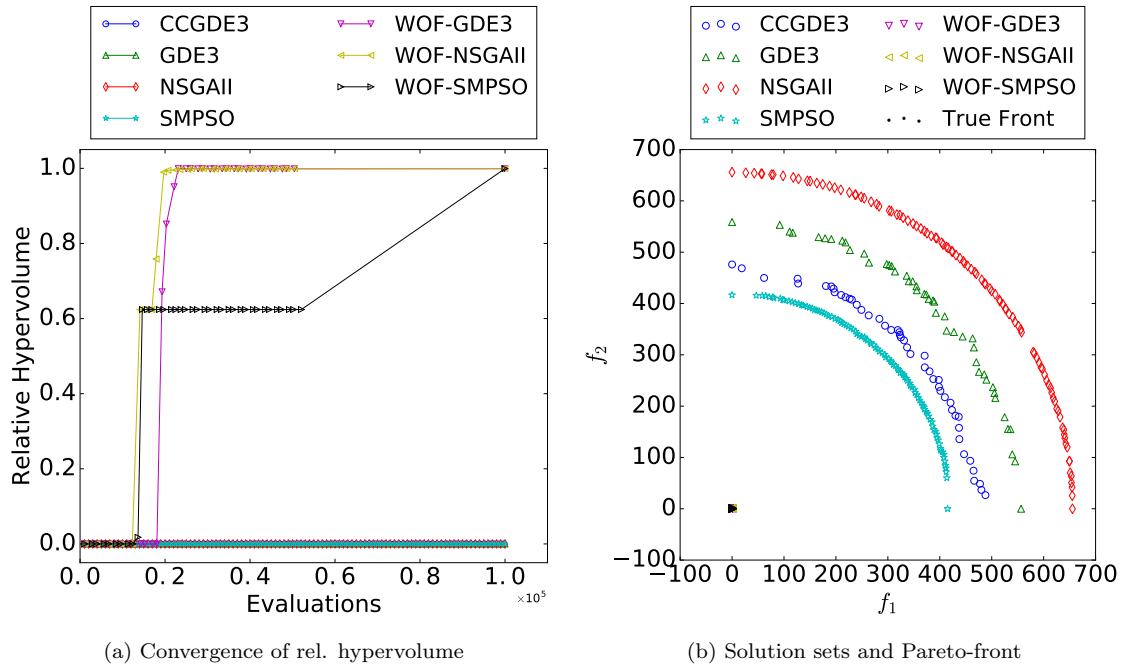 CCGDE3
GDE3
NSGAII
SMPSO
WOF-GDE3
WOF-NSGAII
WOF-SMPSO
1.0
0.8
0.6
0.4
0.2
0.0
Relative Hypervolume
0.0 0.2 0.4 0.6 0.8 1.0
×10⁵
Evaluations
(a) Convergence of rel. hypervolume
CCGDE3
GDE3
NSGAII
SMPSO
WOF-GDE3
WOF-NSGAII
WOF-SMPSO
True Front
700
600
500
400
300
200
100
0
−100
f₂
−100 0 100 200 300 400 500 600 700
f₁
(b) Solution sets and Pareto-front